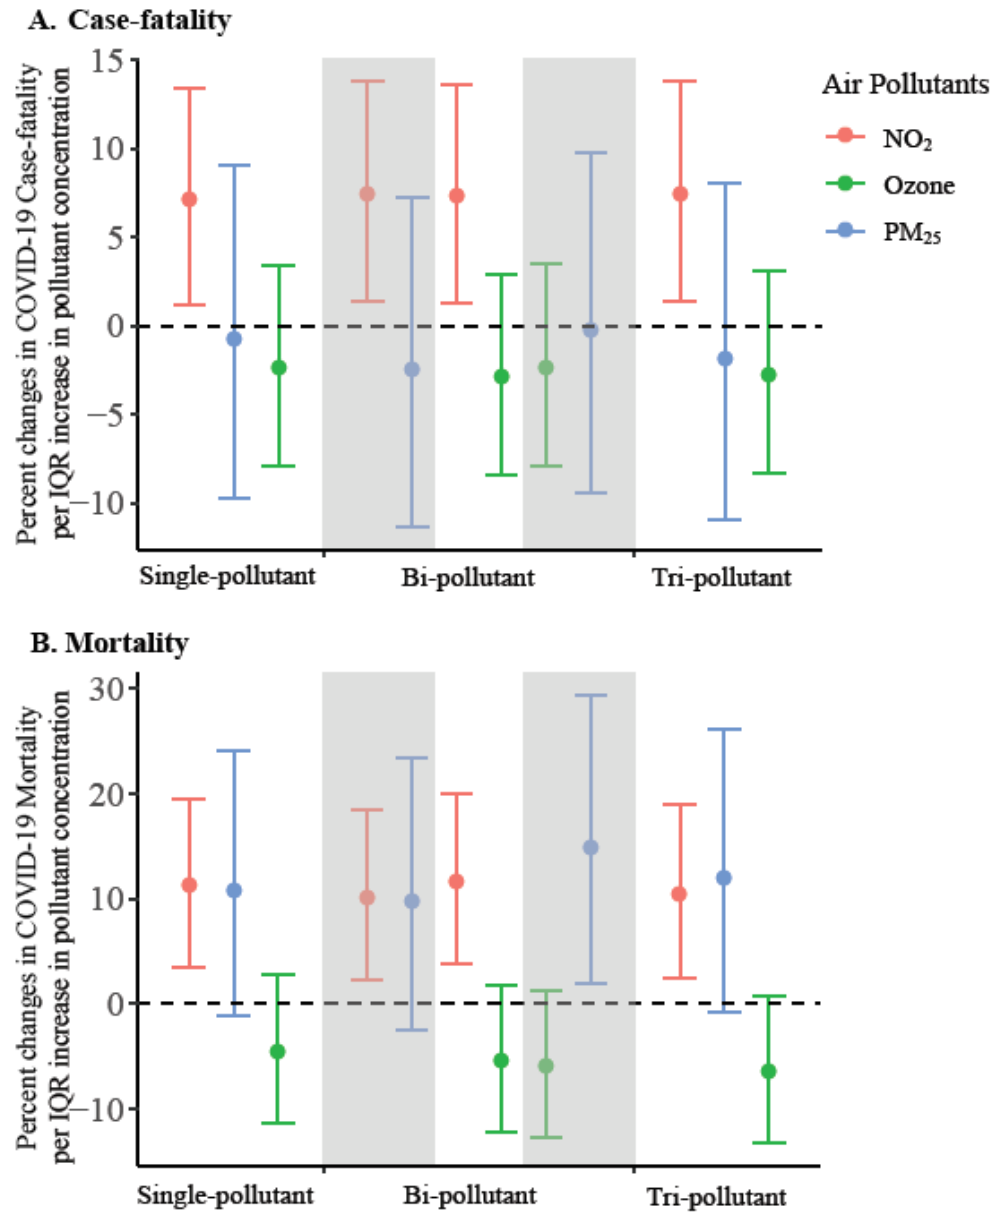 A. Case-fatality
Percent changes in COVID-19 Case-fatality
per IQR increase in pollutant concentration
15
10
5
0
−5
−10
Single-pollutant
Bi-pollutant
Tri-pollutant
Air Pollutants
NO₂
Ozone
PM₂₅
B. Mortality
Percent changes in COVID-19 Mortality
per IQR increase in pollutant concentration
30
20
10
0
−10
Single-pollutant
Bi-pollutant
Tri-pollutant